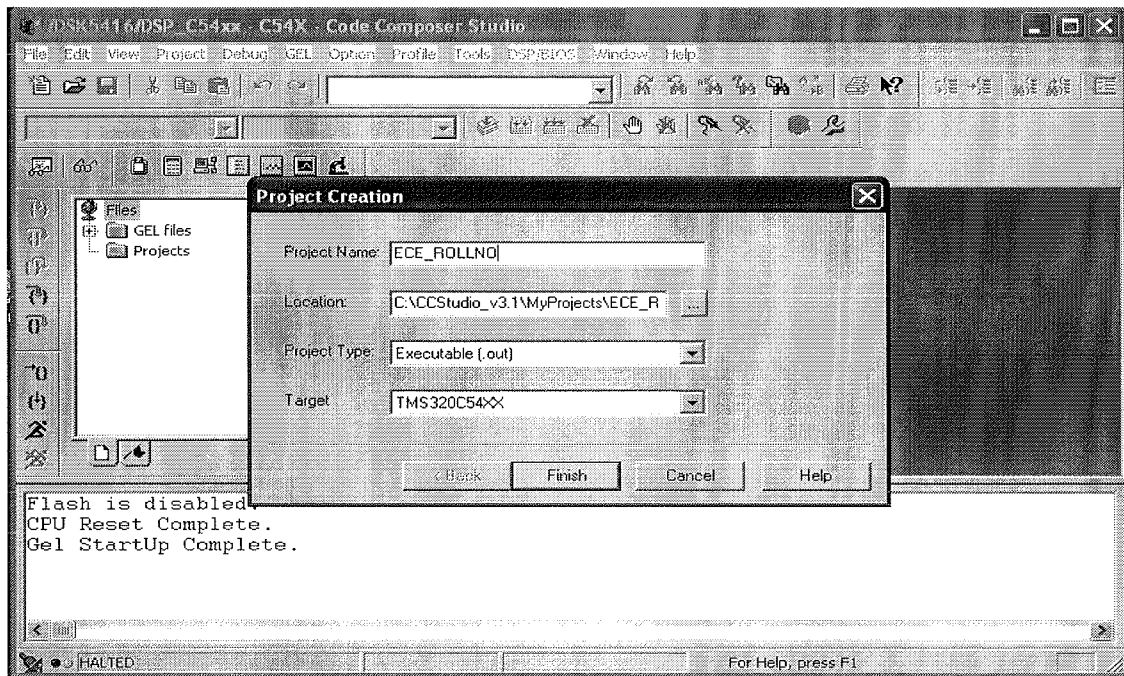 /DSK5416/DSP_C54xx - C54X - Code Composer Studio
File Edit View Project Debug GEL Option Profile Tools DSP/BIOS Window Help
Files
GEL files
Projects
Project Creation
Project Name: ECE_ROLLNO
Location: C:\CCStudio_v3.1\MyProjects\ECE_R ...
Project Type: Executable (.out)
Target TMS320C54XX
< Back Finish Cancel Help
Flash is disabled.
CPU Reset Complete.
Gel StartUp Complete.
HALTED
For Help, press F1